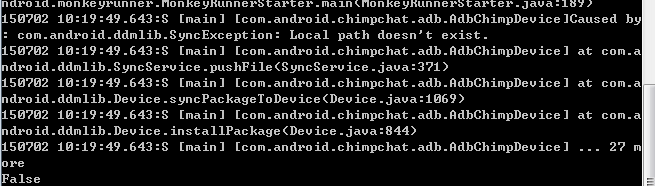 ndroid.monkeyrunner.MonkeyRunnerStarter.main(MonkeyRunnerStarter.java:189)
150702 10:19:49.643:S [main] [com.android.chimpchat.adb.AdbChimpDevice]Caused by
: com.android.ddmlib.SyncException: Local path doesn't exist.
150702 10:19:49.643:S [main] [com.android.chimpchat.adb.AdbChimpDevice] at com.a
ndroid.ddmlib.SyncService.pushFile(SyncService.java:371)
150702 10:19:49.643:S [main] [com.android.chimpchat.adb.AdbChimpDevice] at com.a
ndroid.ddmlib.Device.syncPackageToDevice(Device.java:1069)
150702 10:19:49.643:S [main] [com.android.chimpchat.adb.AdbChimpDevice] at com.a
ndroid.ddmlib.Device.installPackage(Device.java:844)
150702 10:19:49.643:S [main] [com.android.chimpchat.adb.AdbChimpDevice] ... 27 m
ore
False